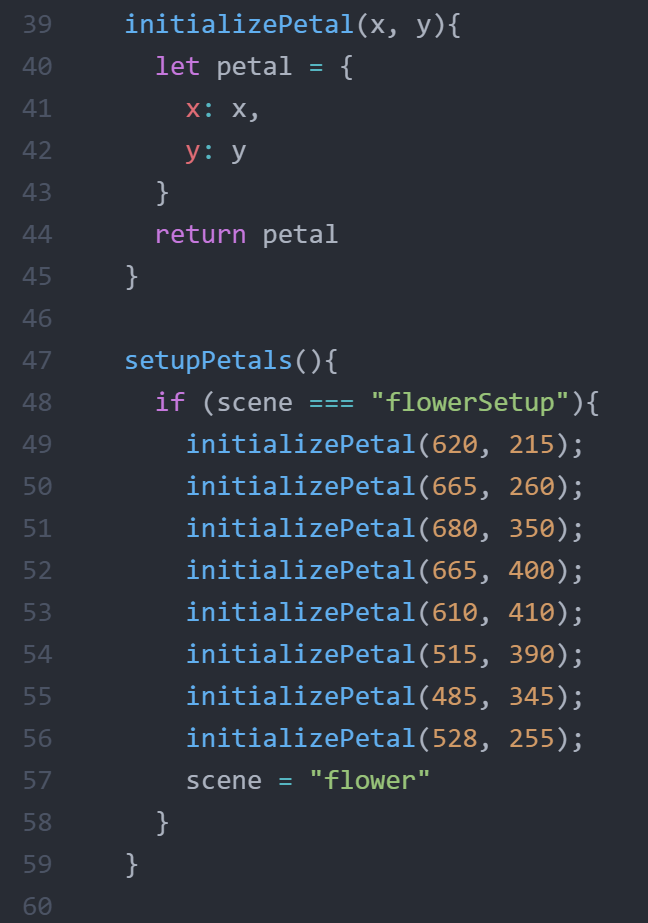 39 initializePetal(x, y){
40 let petal = {
41 x: x,
42 y: y
43 }
44 return petal
45 }
46
47 setupPetals(){
48 if (scene === "flowerSetup"){
49 initializePetal(620, 215);
50 initializePetal(665, 260);
51 initializePetal(680, 350);
52 initializePetal(665, 400);
53 initializePetal(610, 410);
54 initializePetal(515, 390);
55 initializePetal(485, 345);
56 initializePetal(528, 255);
57 scene = "flower"
58 }
59 }
60